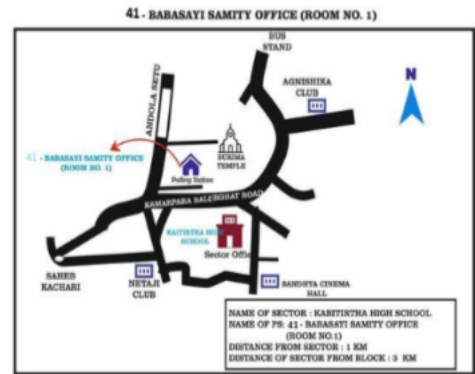 41 - BABASAYI SAMITY OFFICE (ROOM NO. 1)
BUS
STAND
N
AGNISHIKA
CLUB
ANDOLA SETU
41 - BABASAYI SAMITY OFFICE
(ROOM NO. 1)
TEMPLE
Polling Station
KAMARPARA BALURGHAT ROAD
HIGH
SCHOOL
Sector Office
SAHEB
KACHARI
NETAJI
CLUB
SANDHYA CINEMA
HALL
NAME OF SECTOR : KABITIRTHA HIGH SCHOOL
NAME OF PS: 41 - BABASAYI SAMITY OFFICE
(ROOM NO.1)
DISTANCE FROM SECTOR : 1 KM
DISTANCE OF SECTOR FROM BLOCK : 3 KM